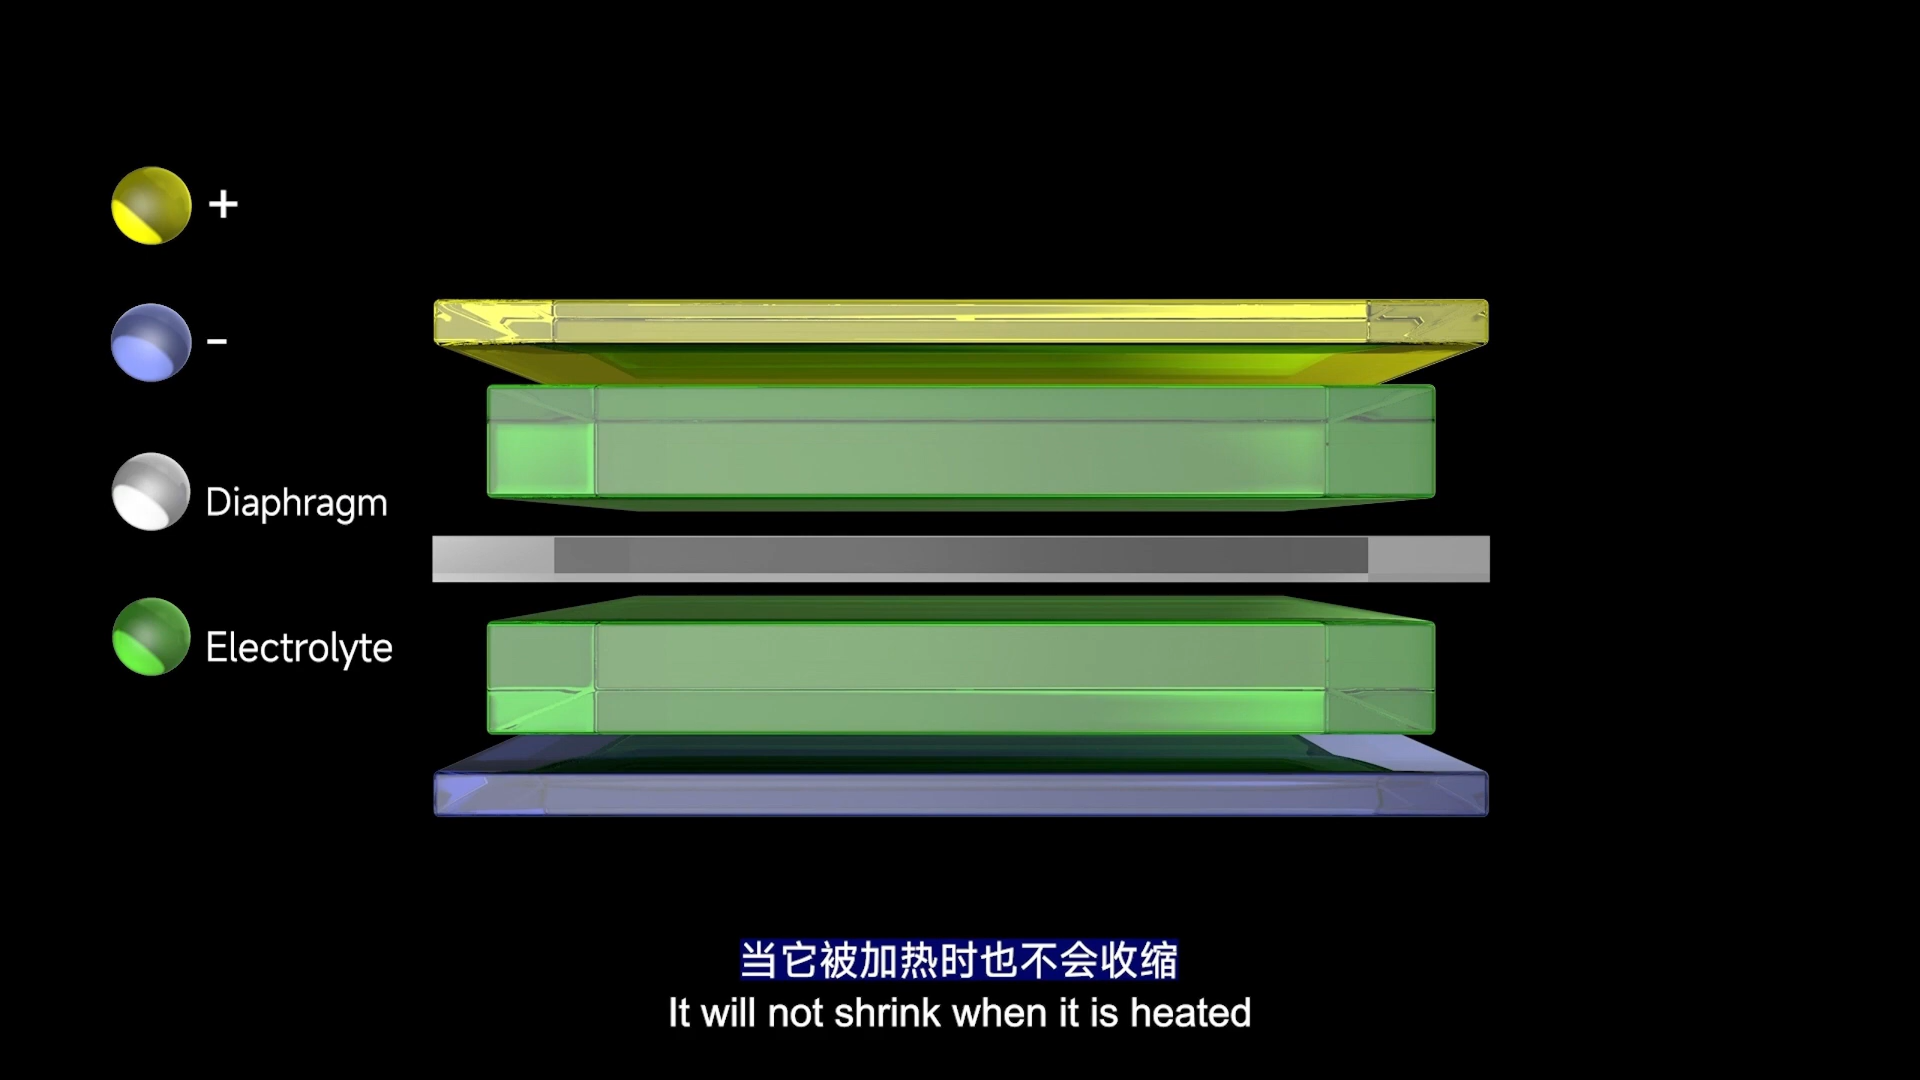 +
-
Diaphragm
Electrolyte
当它被加热时也不会收缩
It will not shrink when it is heated